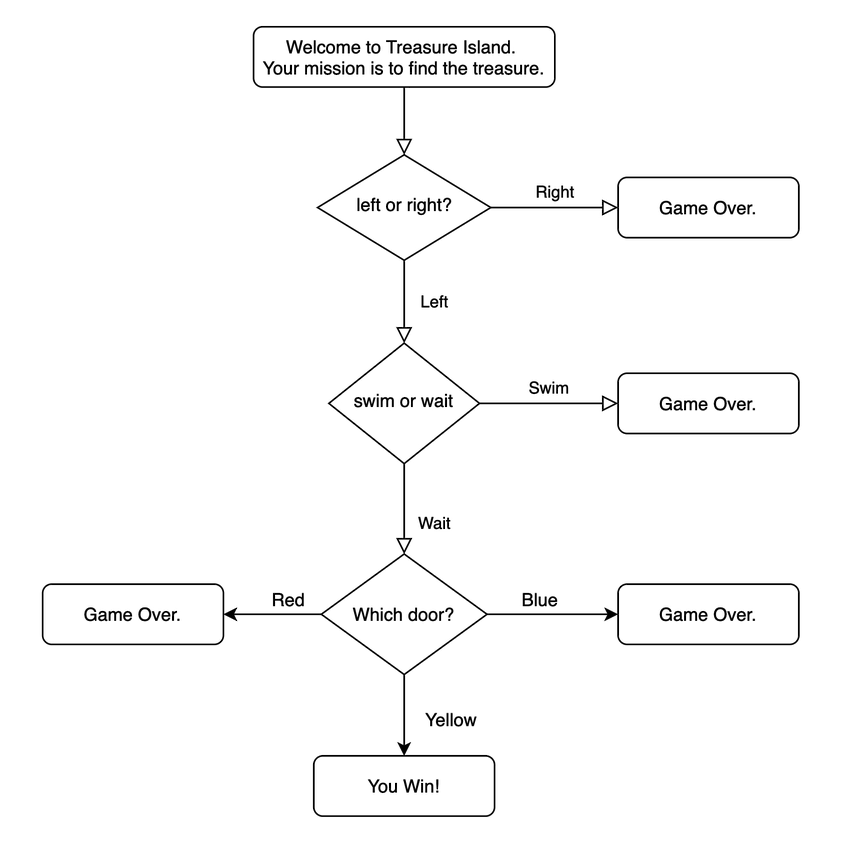 Welcome to Treasure Island.
Your mission is to find the treasure.
left or right?
Right
Game Over.
Left
swim or wait
Swim
Game Over.
Wait
Game Over.
Red
Which door?
Blue
Game Over.
Yellow
You Win!